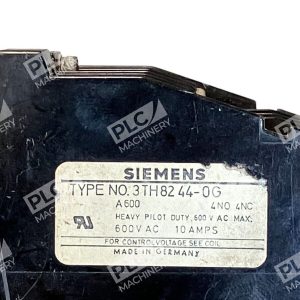 SIEMENS
TYPE NO. 3TH82 44-0G
A600 4NO 4NC
HEAVY PILOT DUTY, 600 V AC MAX,
600 V AC 10 AMPS
FOR CONTROL VOLTAGE SEE COIL
MADE IN GERMANY
PLC
MACHINERY